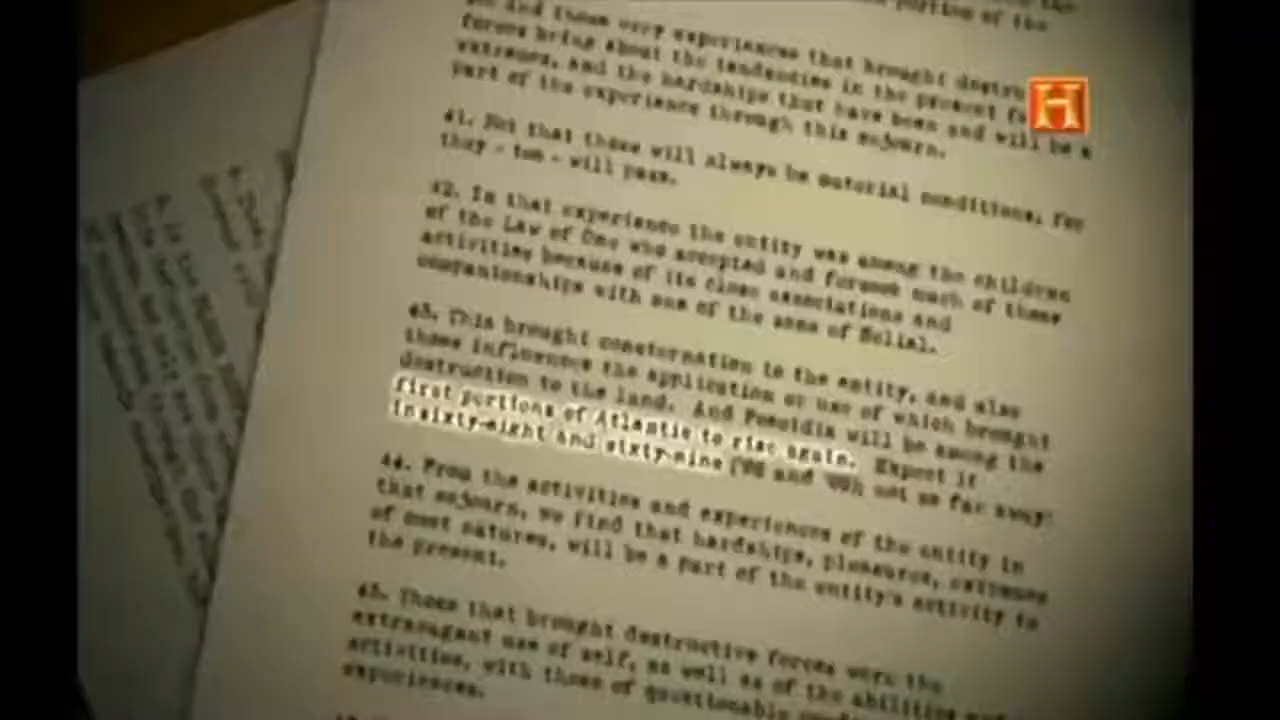 portion of the
and those very experiences that brought destru
forces bring about the tendencies in the present fo
extremes, and the hardships that have been and will be a
part of the experience through this sojourn.
H
41. Not that these will always be material conditions, for
they - too - will pass.
42. In that experience the entity was among the children
of the Law of One who accepted and forsook much of those
activities because of its close associations and
companionships with one of the sons of Belial.
43. This brought consternation to the entity, and also
those influences the application or use of which brought
destruction to the land. And Poseidia will be among the
first portions of Atlantis to rise again. Expect it
in sixty-eight and sixty-nine ('68 and '69); not so far away!
44. From the activities and experiences of the entity in
that sojourn, we find that hardships, pleasures, extremes
of most natures, will be a part of the entity's activity in
the present.
45. Those that brought destructive forces were the
extravagant use of self, as well as of the abilities and
activities, with those of questionable
experiences.